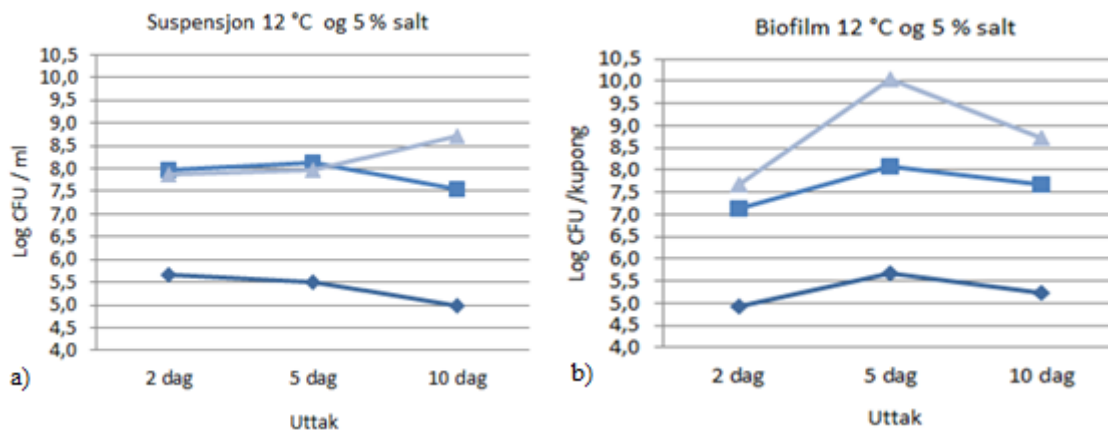 Suspensjon 12 °C og 5 % salt
Log CFU / ml
10,5
10,0
9,5
9,0
8,5
8,0
7,5
7,0
6,5
6,0
5,5
5,0
4,5
4,0
2 dag 5 dag 10 dag
Uttak
a)
Biofilm 12 °C og 5 % salt
Log CFU /kupong
10,5
10,0
9,5
9,0
8,5
8,0
7,5
7,0
6,5
6,0
5,5
5,0
4,5
4,0
2 dag 5 dag 10 dag
Uttak
b)